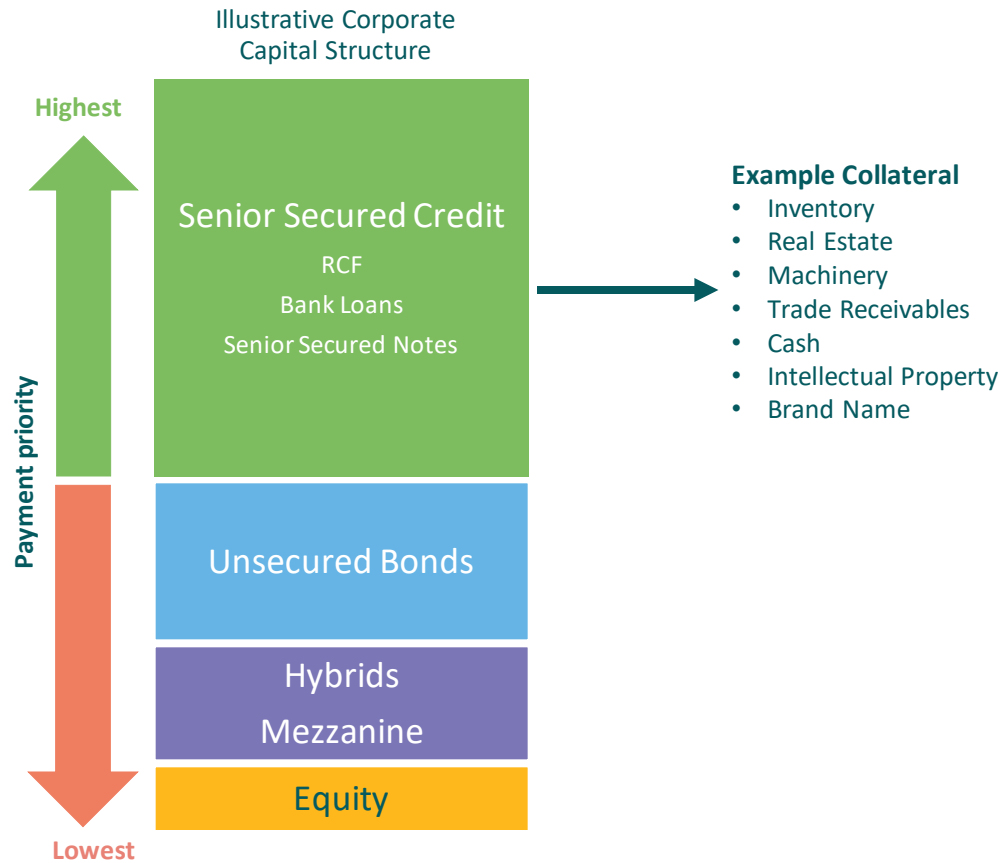 Illustrative Corporate
Capital Structure
Highest
Payment priority
Lowest
Senior Secured Credit
RCF
Bank Loans
Senior Secured Notes
Unsecured Bonds
Hybrids
Mezzanine
Equity
Example Collateral
• Inventory
• Real Estate
• Machinery
• Trade Receivables
• Cash
• Intellectual Property
• Brand Name